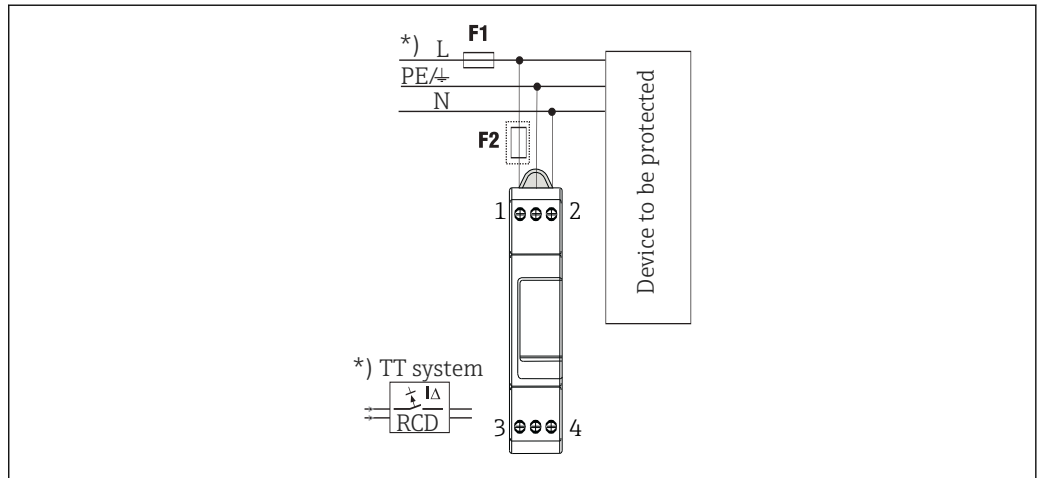 F1
*) L
PE/⏚
N
F2
1 2
Device to be protected
*) TT system
IΔ
RCD
3 4